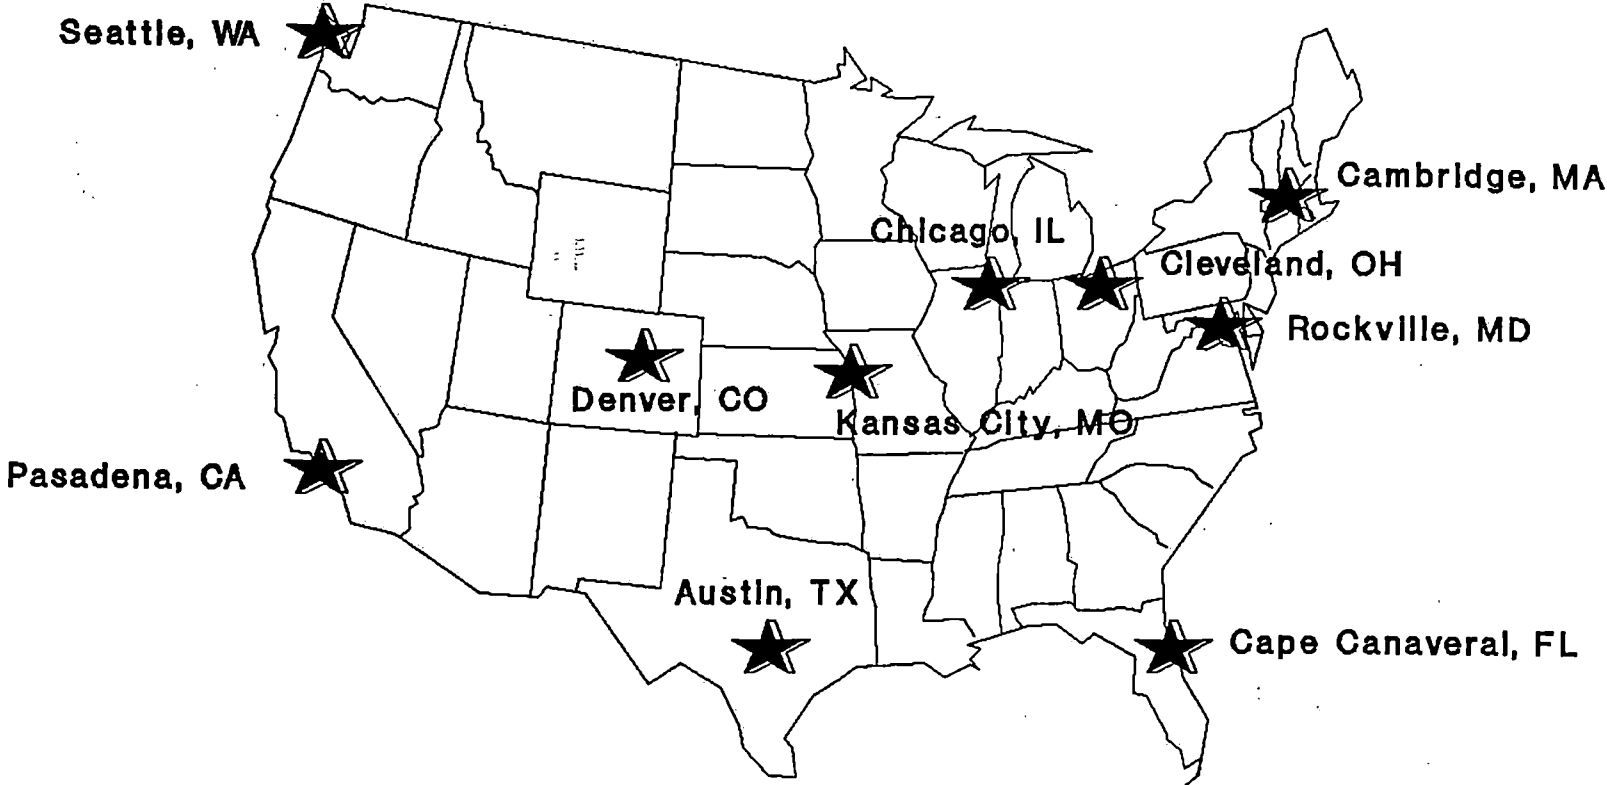 Seattle, WA
Cambridge, MA
Chicago, IL
Cleveland, OH
Rockville, MD
Denver, CO
Kansas City, MO
Pasadena, CA
Austin, TX
Cape Canaveral, FL